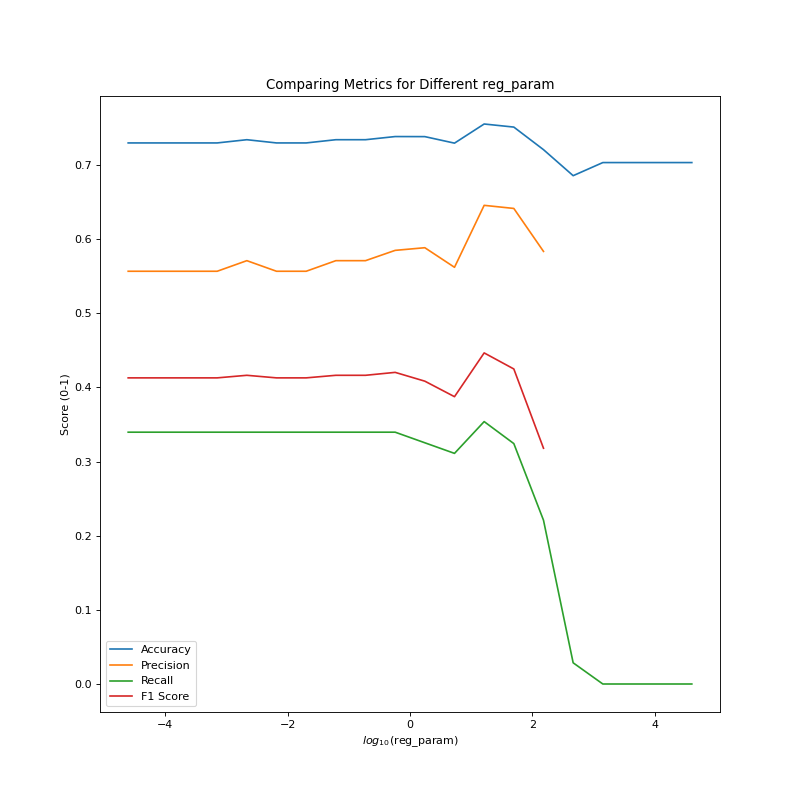 Comparing Metrics for Different reg_param
Score (0-1)
0.7
0.6
0.5
0.4
0.3
0.2
0.1
0.0
Accuracy
Precision
Recall
F1 Score
−4
−2
0
2
4
log₁₀(reg_param)